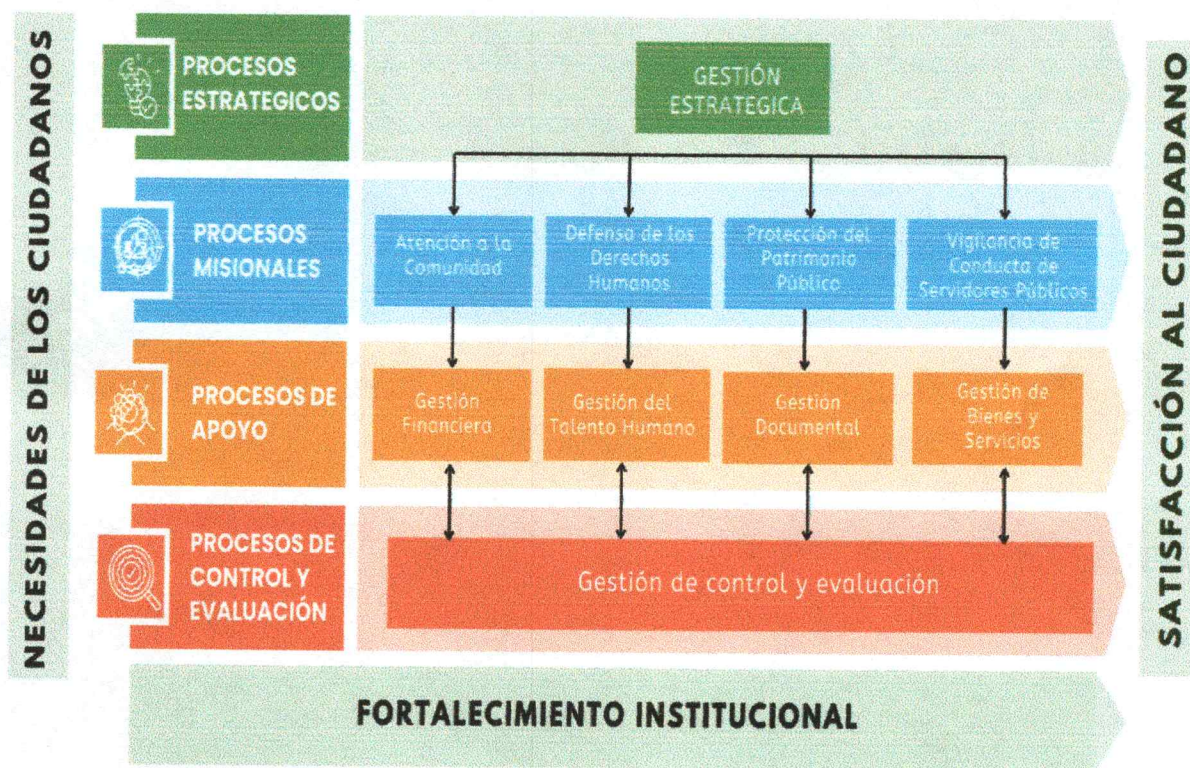 NECESIDADES DE LOS CIUDADANOS
PROCESOS
ESTRATEGICOS
GESTIÓN
ESTRATEGICA
PROCESOS
MISIONALES
Atención a la
Comunidad
Defensa de los
Derechos
Humanos
Protección del
Patrimonio
Público
Vigilancia de
Conducta de
Servidores Públicos
PROCESOS DE
APOYO
Gestión
Financiera
Gestión del
Talento Humano
Gestión
Documental
Gestión de
Bienes y
Servicios
PROCESOS DE
CONTROL Y
EVALUACIÓN
Gestión de control y evaluación
FORTALECIMIENTO INSTITUCIONAL
SATISFACCIÓN AL CIUDADANO